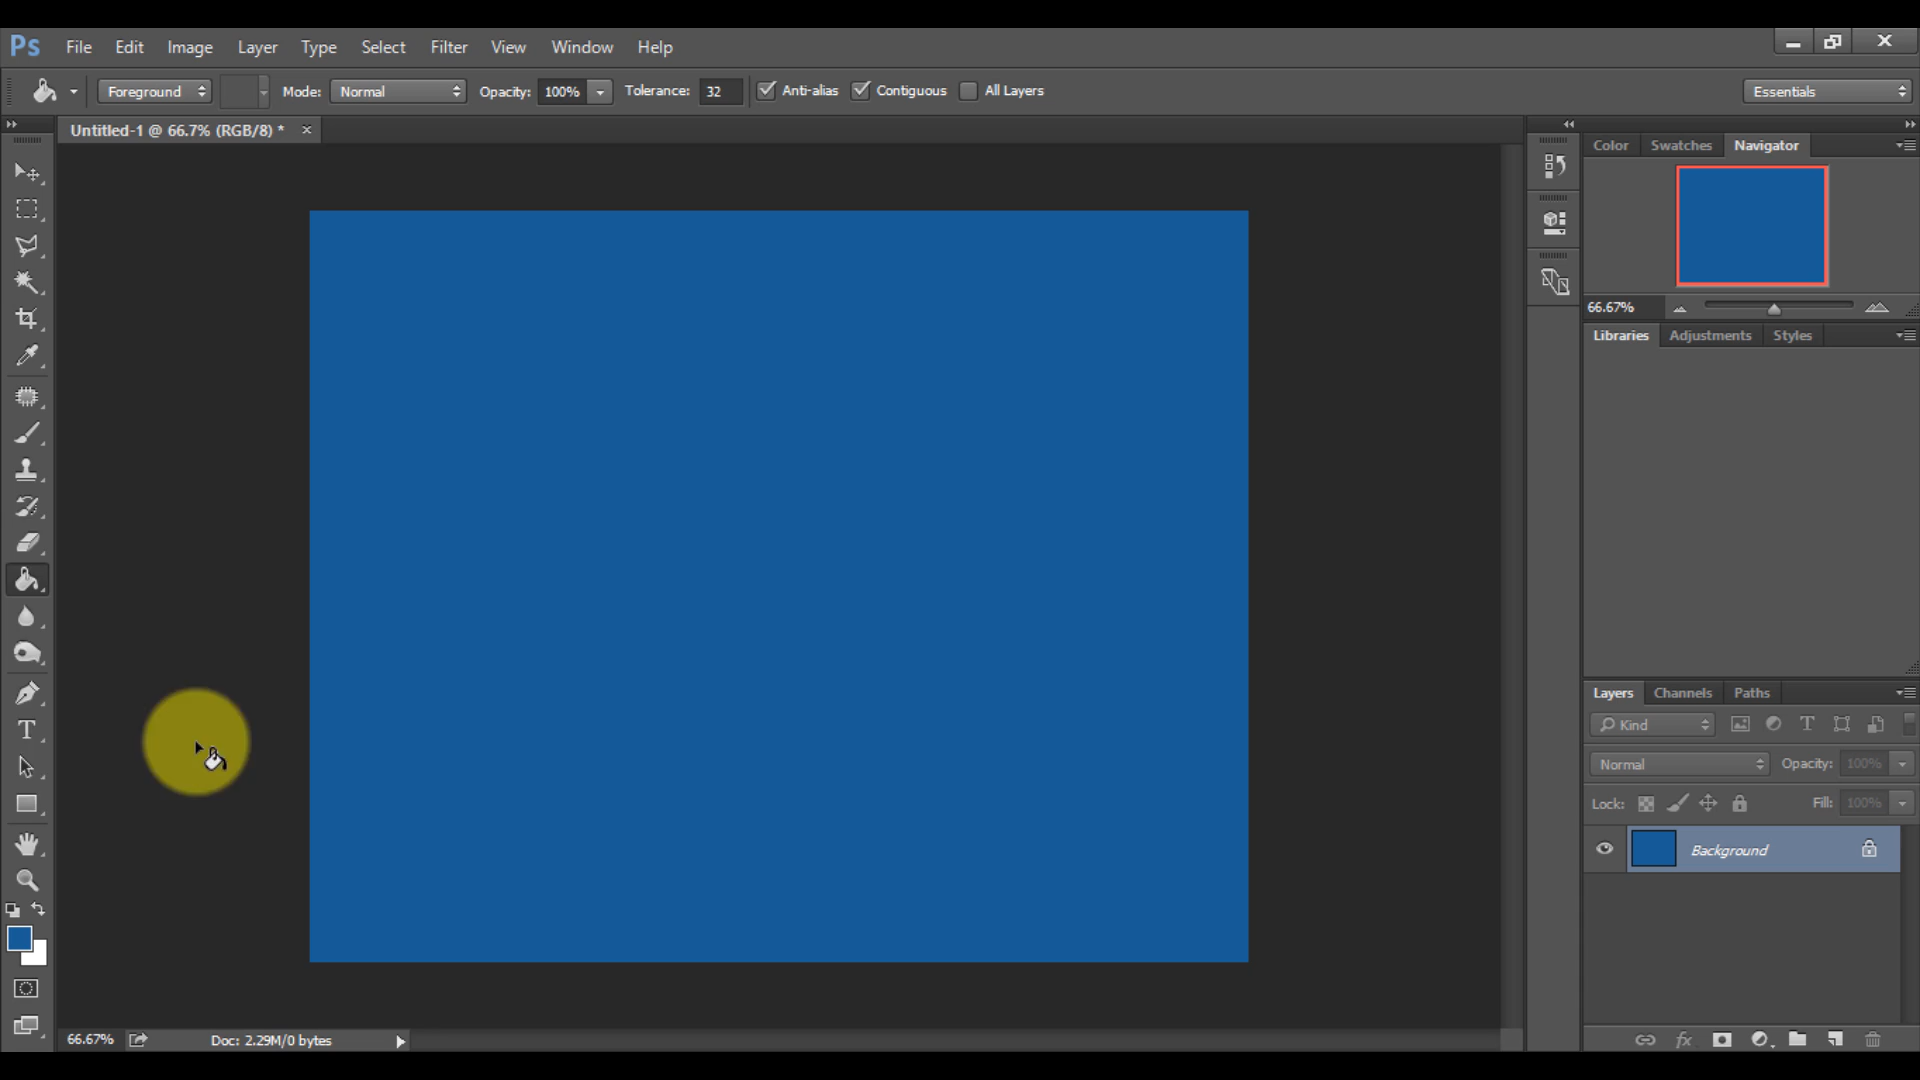 Ps File Edit Image Layer Type Select Filter View Window Help
Foreground Mode: Normal Opacity: 100% Tolerance: 32 Anti-alias Contiguous All Layers Essentials
Untitled-1 @ 66.7% (RGB/8) *
Color Swatches Navigator
66.67%
Libraries Adjustments Styles
Layers Channels Paths
Kind
Normal Opacity: 100%
Lock: Fill: 100%
Background
66.67% Doc: 2.29M/0 bytes
fx